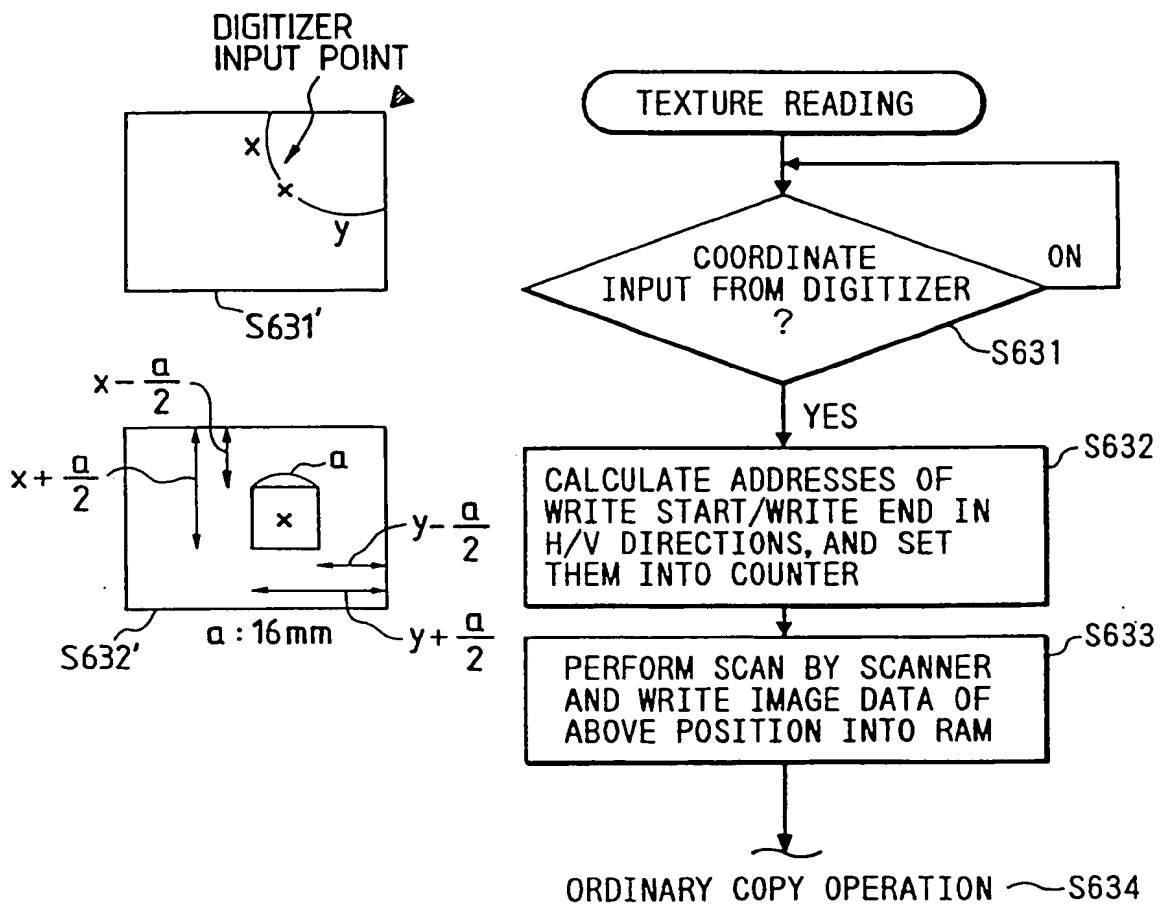 DIGITIZER
INPUT POINT
x
x
y
S631'
x - a/2
x + a/2
a
x
y - a/2
y + a/2
a : 16 mm
S632'
TEXTURE READING
COORDINATE
INPUT FROM DIGITIZER
?
ON
S631
YES
S632
CALCULATE ADDRESSES OF
WRITE START/WRITE END IN
H/V DIRECTIONS, AND SET
THEM INTO COUNTER
S633
PERFORM SCAN BY SCANNER
AND WRITE IMAGE DATA OF
ABOVE POSITION INTO RAM
ORDINARY COPY OPERATION
S634